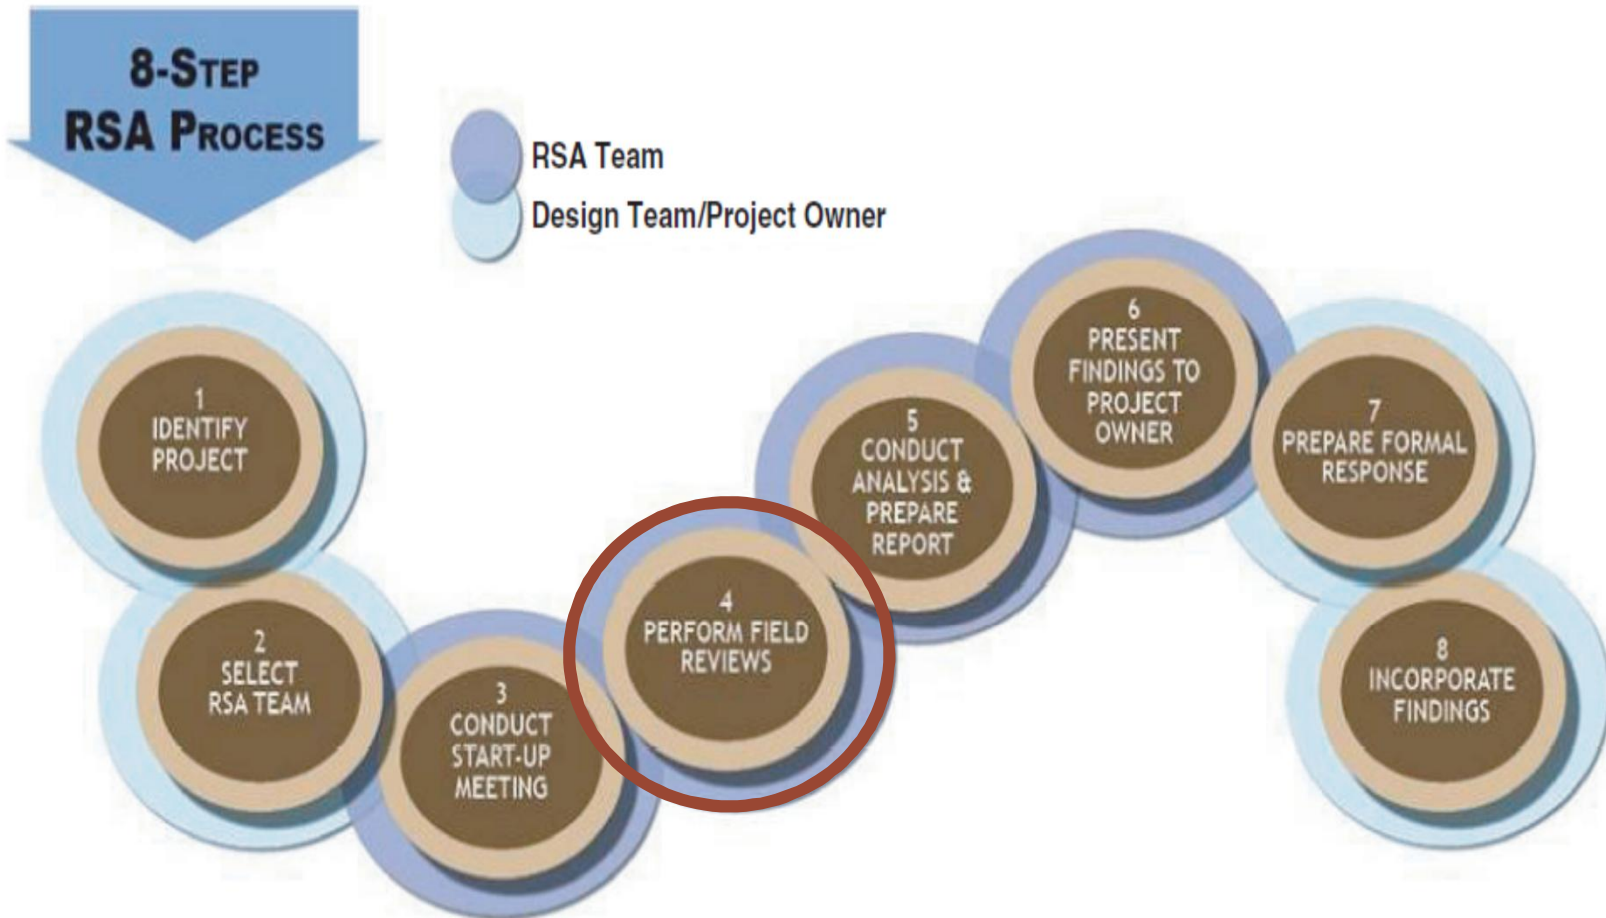 8-STEP
RSA PROCESS
RSA Team
Design Team/Project Owner
1
IDENTIFY
PROJECT
2
SELECT
RSA TEAM
3
CONDUCT
START-UP
MEETING
4
PERFORM FIELD
REVIEWS
5
CONDUCT
ANALYSIS &
PREPARE
REPORT
6
PRESENT
FINDINGS TO
PROJECT
OWNER
7
PREPARE FORMAL
RESPONSE
8
INCORPORATE
FINDINGS